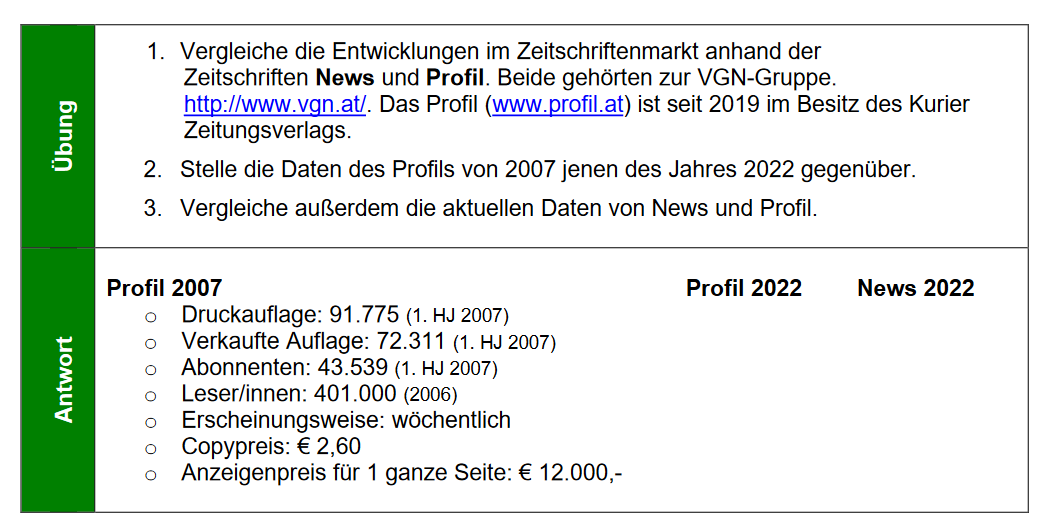 Übung
1. Vergleiche die Entwicklungen im Zeitschriftenmarkt anhand der
Zeitschriften News und Profil. Beide gehörten zur VGN-Gruppe.
http://www.vgn.at/. Das Profil (www.profil.at) ist seit 2019 im Besitz des Kurier
Zeitungsverlags.
2. Stelle die Daten des Profils von 2007 jenen des Jahres 2022 gegenüber.
3. Vergleiche außerdem die aktuellen Daten von News und Profil.
Antwort
Profil 2007 Profil 2022 News 2022
o Druckauflage: 91.775 (1. HJ 2007)
o Verkaufte Auflage: 72.311 (1. HJ 2007)
o Abonnenten: 43.539 (1. HJ 2007)
o Leser/innen: 401.000 (2006)
o Erscheinungsweise: wöchentlich
o Copypreis: € 2,60
o Anzeigenpreis für 1 ganze Seite: € 12.000,-